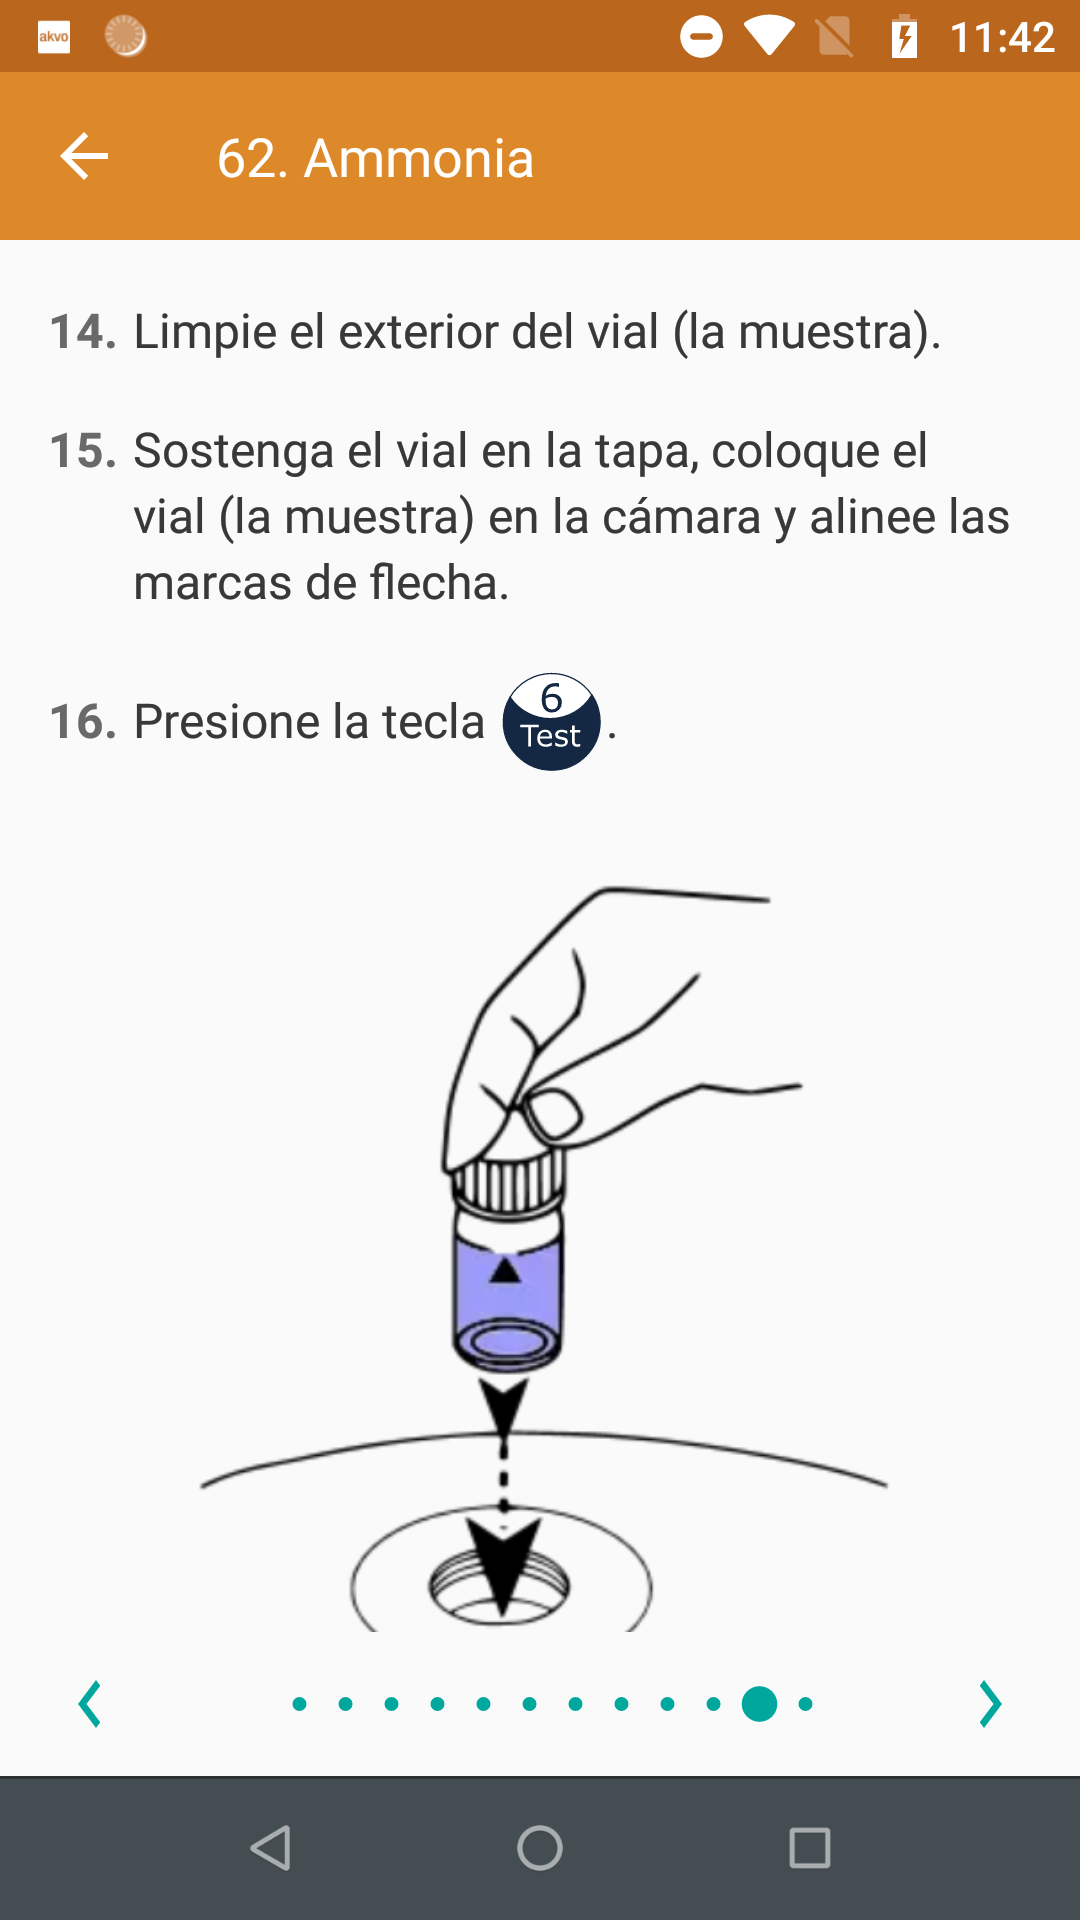 akvo
11:42
62. Ammonia
14. Limpie el exterior del vial (la muestra).
15. Sostenga el vial en la tapa, coloque el
vial (la muestra) en la cámara y alinee las
marcas de flecha.
16. Presione la tecla 6 Test .